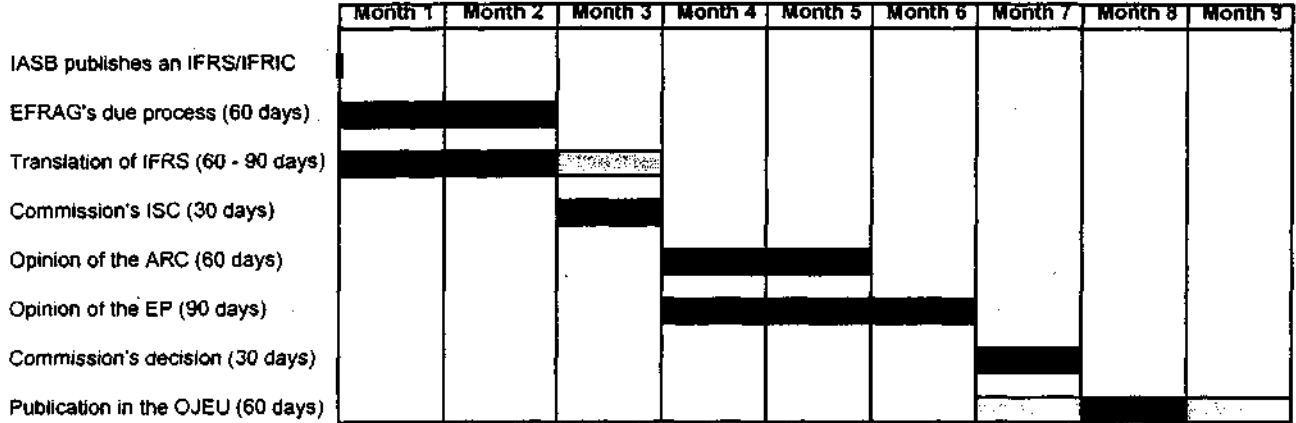 Month 1 Month 2 Month 3 Month 4 Month 5 Month 6 Month 7 Month 8 Month 9
IASB publishes an IFRS/IFRIC
EFRAG's due process (60 days)
Translation of IFRS (60 - 90 days)
Commission's ISC (30 days)
Opinion of the ARC (60 days)
Opinion of the EP (90 days)
Commission's decision (30 days)
Publication in the OJEU (60 days)